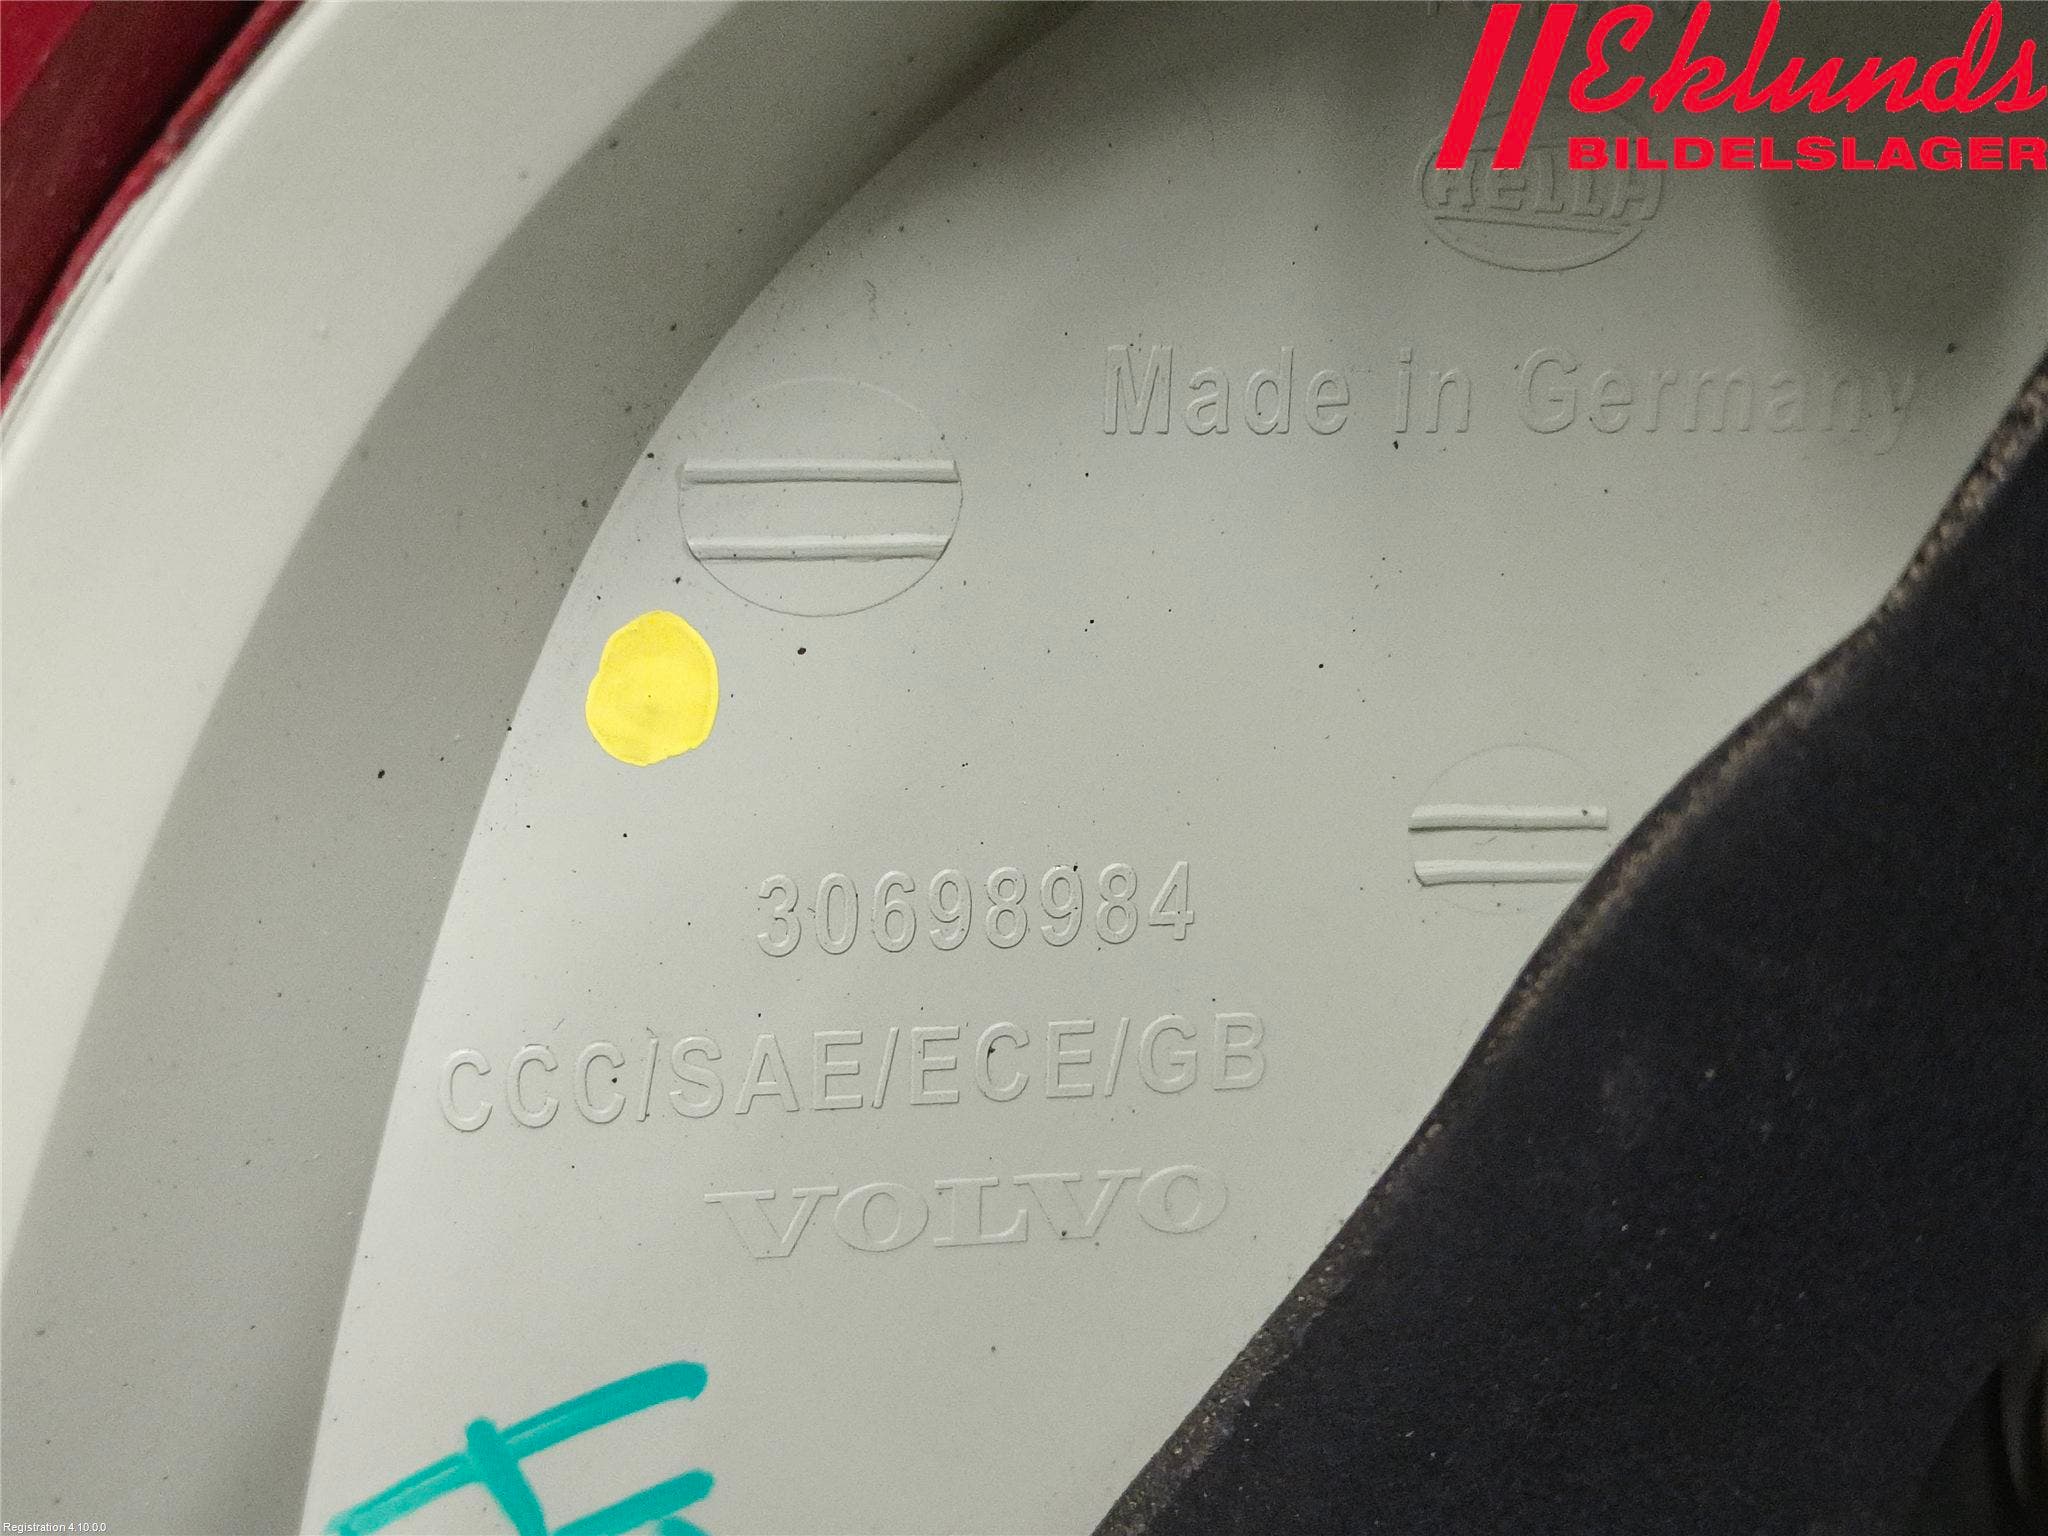 Eklunds
BILDELSLAGER
HELLA
Made in Germany
30698984
CCC/SAE/ECE/GB
VOLVO
Registration 4.10.0.0